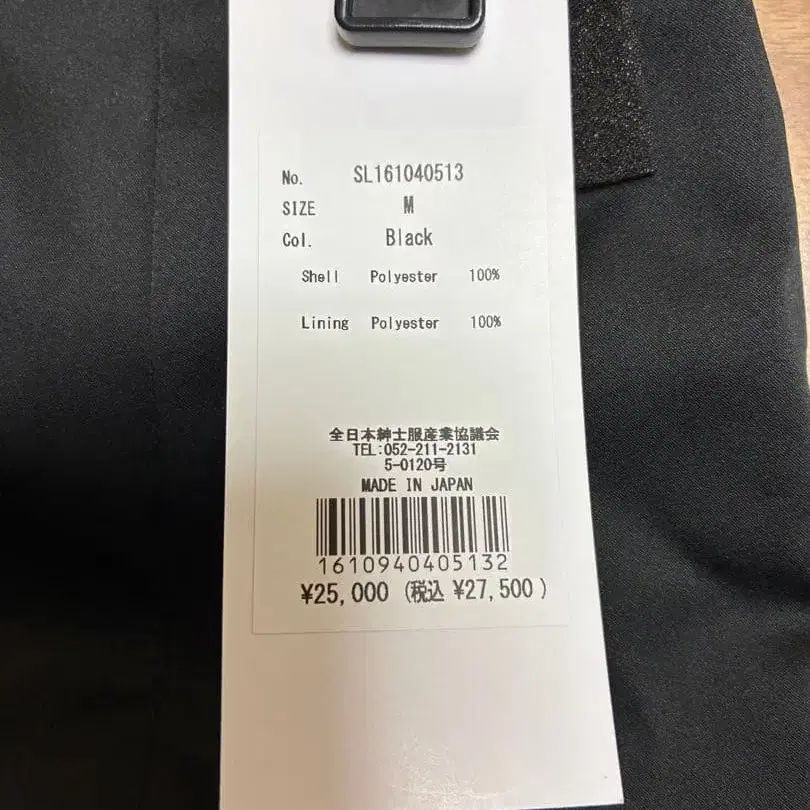 No. SL161040513
SIZE M
Col. Black
Shell Polyester 100%
Lining Polyester 100%
全日本紳士服産業協議会
TEL:052-211-2131
5-0120号
MADE IN JAPAN
1610940405132
¥25,000 (税込 ¥27,500 )